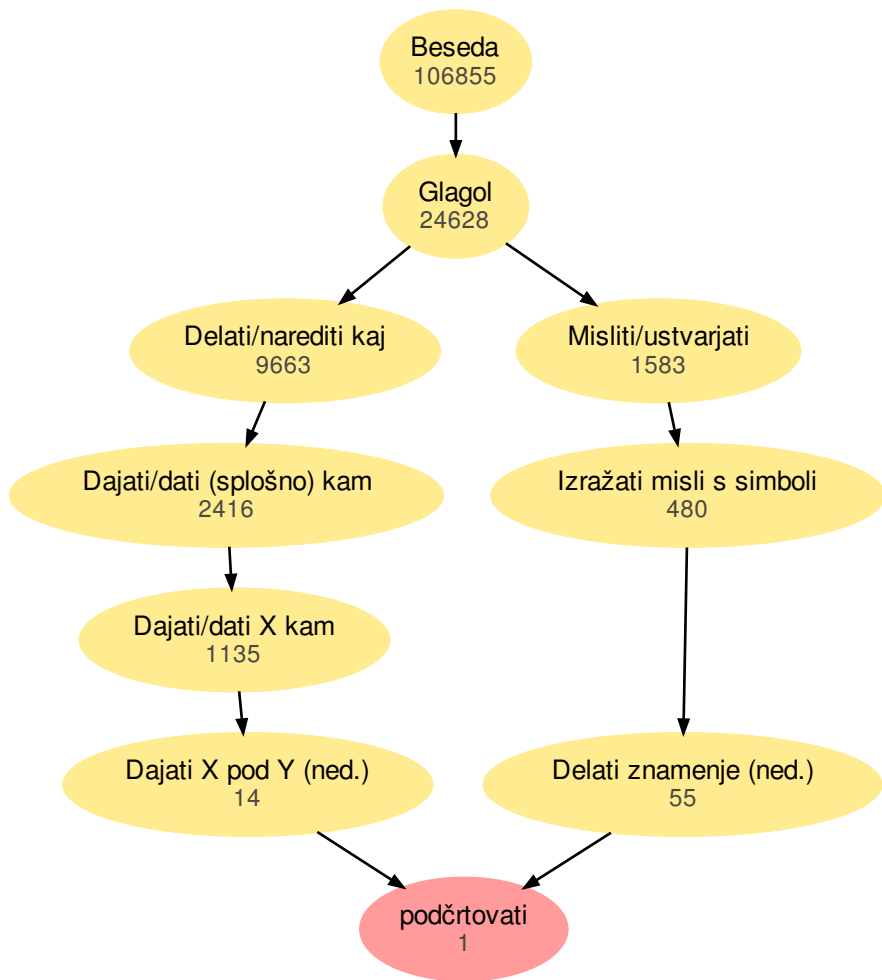 Beseda
106855
Glagol
24628
Delati/narediti kaj
9663
Misliti/ustvarjati
1583
Dajati/dati (splošno) kam
2416
Izražati misli s simboli
480
Dajati/dati X kam
1135
Dajati X pod Y (ned.)
14
Delati znamenje (ned.)
55
podčrtovati
1